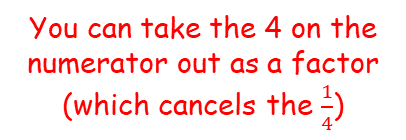 You can take the 4 on the
numerator out as a factor
(which cancels the 1/4)